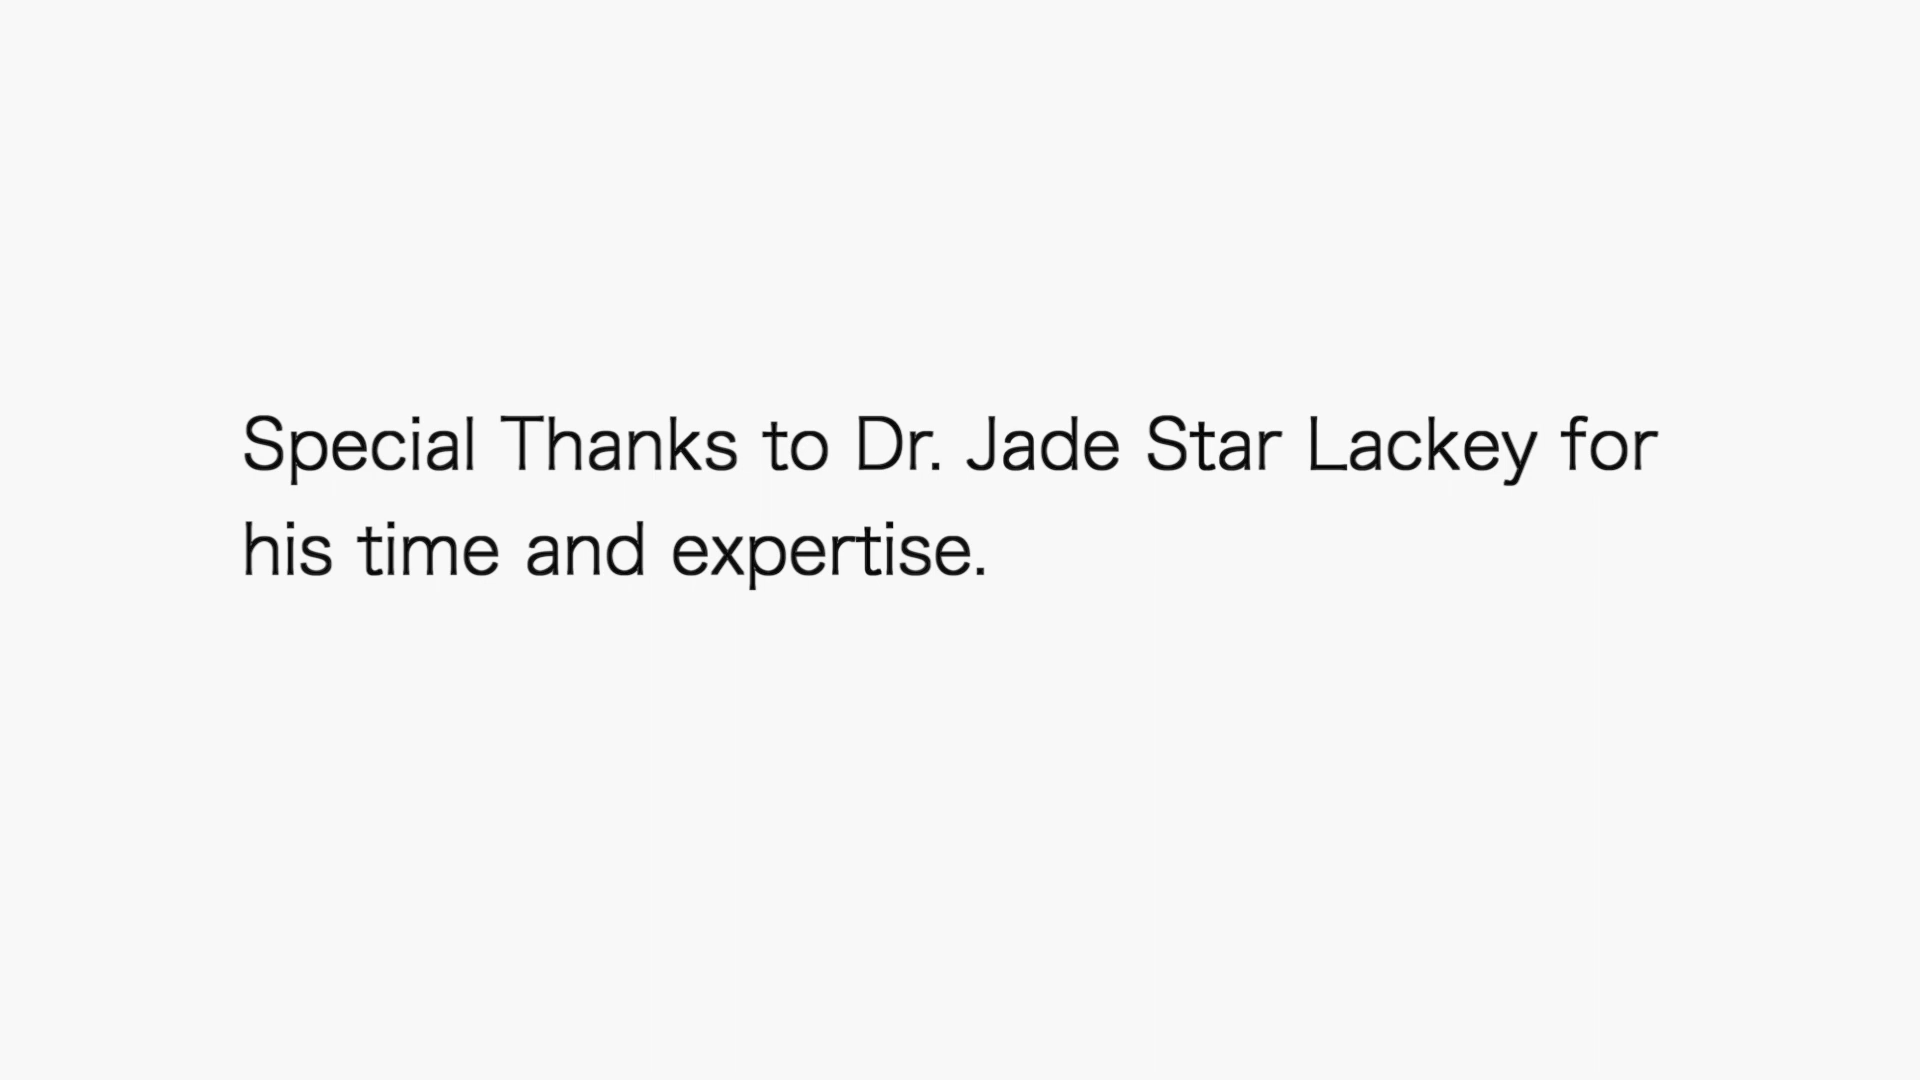 Special Thanks to Dr. Jade Star Lackey for
his time and expertise.